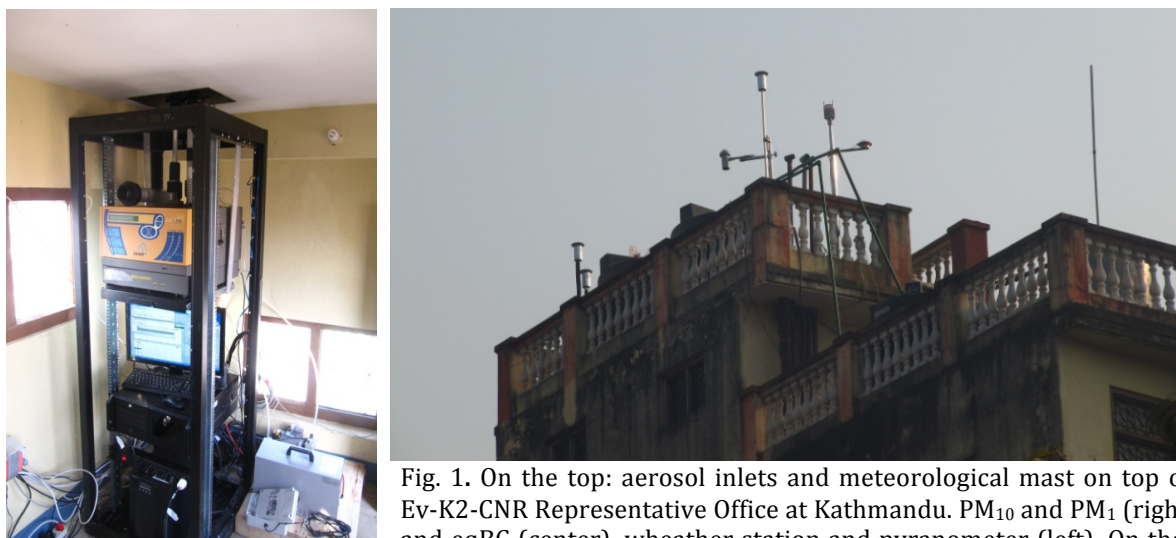 Fig. 1. On the top: aerosol inlets and meteorological mast on top
Ev-K2-CNR Representative Office at Kathmandu. PM₁₀ and PM₁ (righ
and eqBC (center), wheather station and pyranometer (left). On the